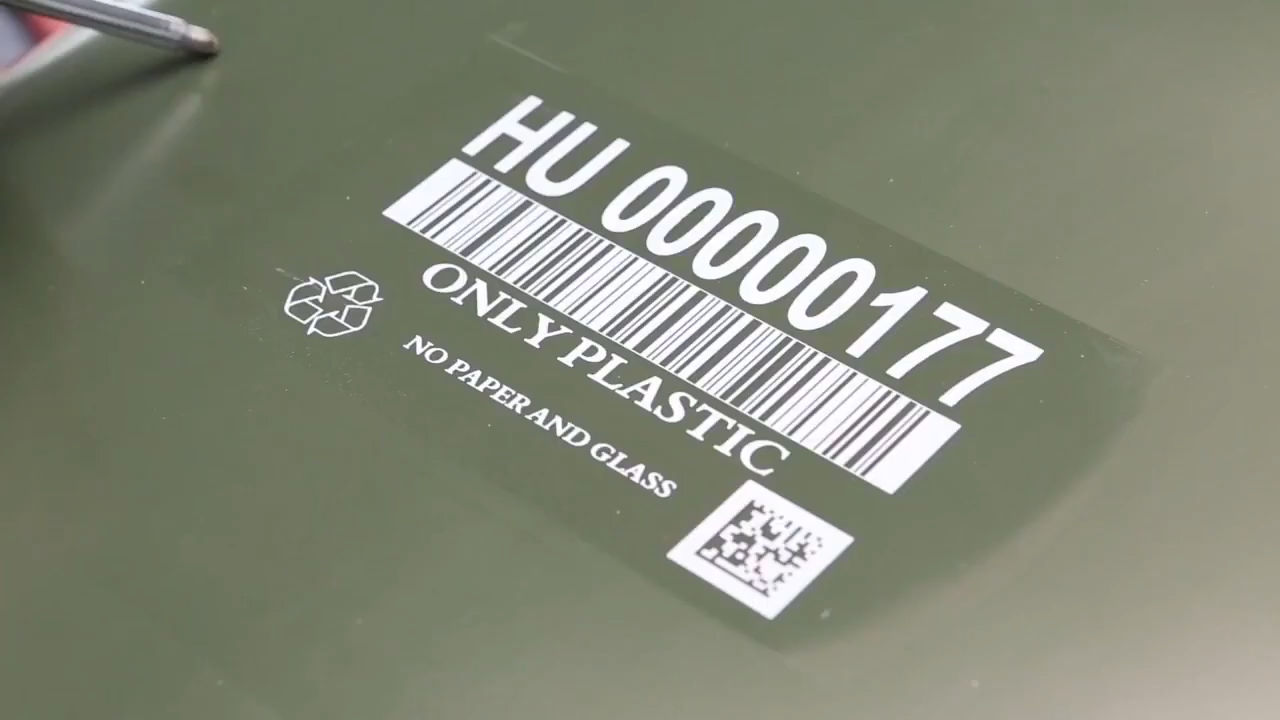 HU 00000177
ONLY PLASTIC
NO PAPER AND GLASS